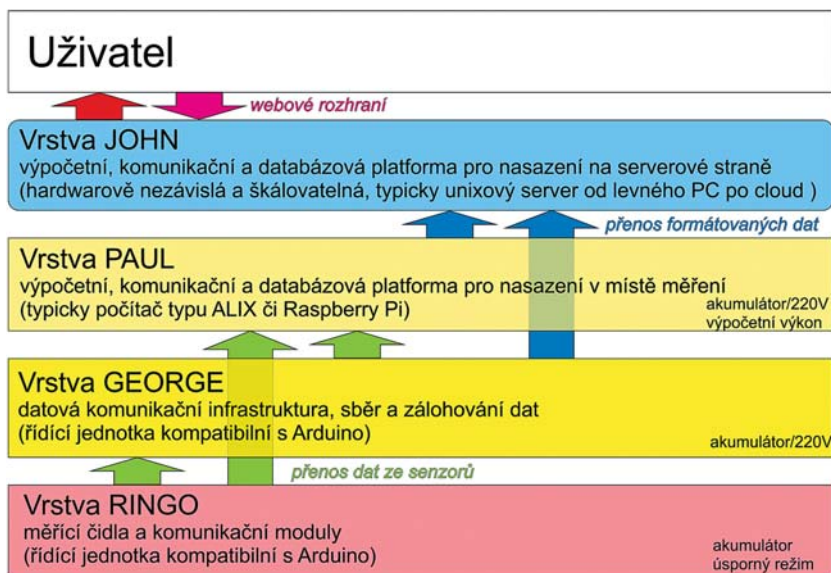 Uživatel
webové rozhraní
Vrstva JOHN
výpočetní, komunikační a databázová platforma pro nasazení na serverové straně
(hardwarově nezávislá a škálovatelná, typicky unixový server od levného PC po cloud )
přenos formátovaných dat
Vrstva PAUL
výpočetní, komunikační a databázová platforma pro nasazení v místě měření
(typicky počítač typu ALIX či Raspberry Pi)
akumulátor/220V
výpočetní výkon
Vrstva GEORGE
datová komunikační infrastruktura, sběr a zálohování dat
(řídící jednotka kompatibilní s Arduino)
akumulátor/220V
přenos dat ze senzorů
Vrstva RINGO
měřící čidla a komunikační moduly
(řídící jednotka kompatibilní s Arduino)
akumulátor
úsporný režim